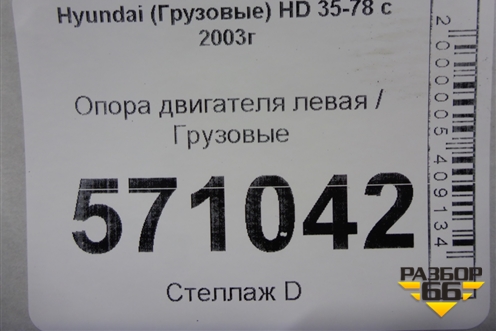 Hyundai (Грузовые) HD 35-78 с
2003г
Опора двигателя левая /
Грузовые
571042
Стеллаж D
2000005409134
РАЗБОР
66